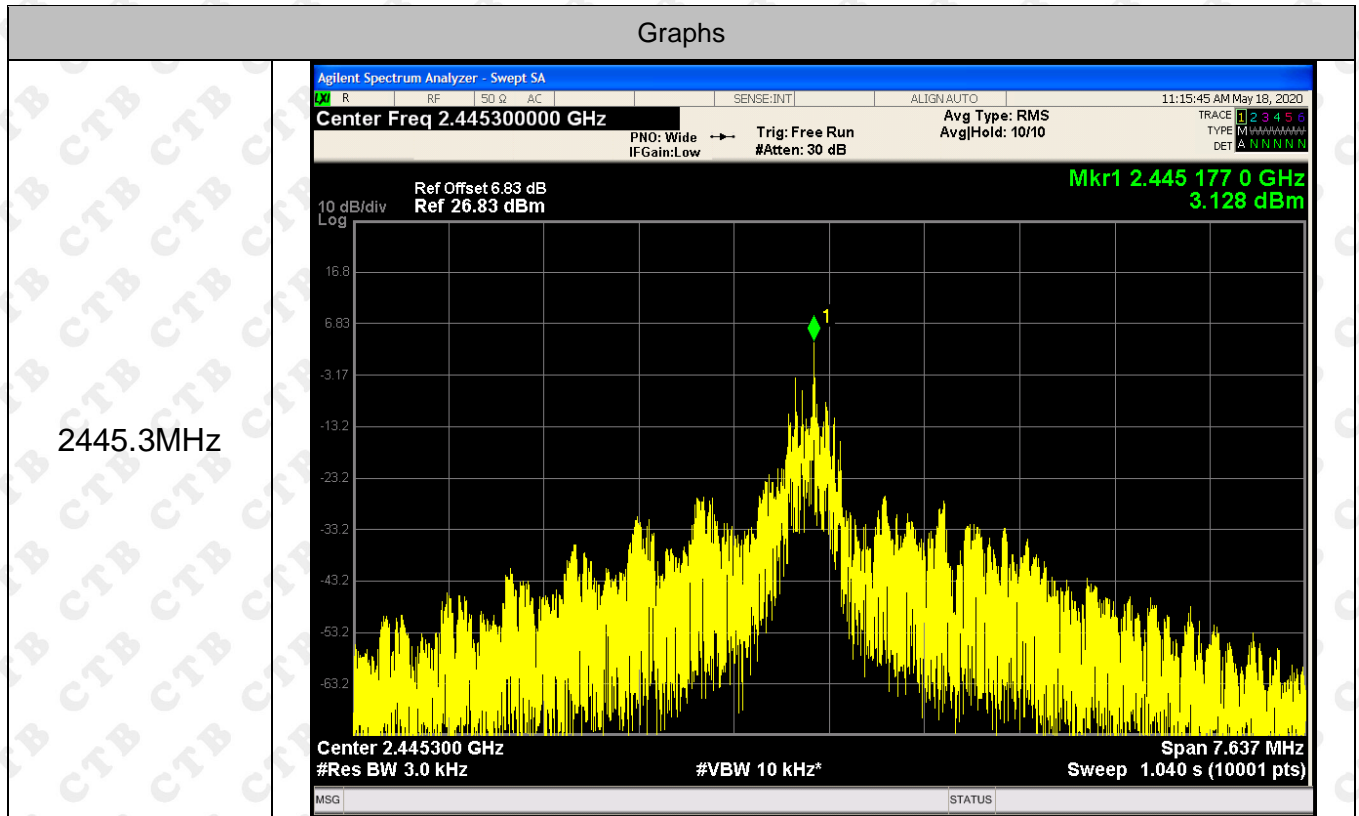 Graphs
2445.3MHz
Agilent Spectrum Analyzer - Swept SA
LXI R RF 50 Ω AC SENSE:INT ALIGN AUTO 11:15:45 AM May 18, 2020
Center Freq 2.445300000 GHz Avg Type: RMS TRACE 1 2 3 4 5 6
PNO: Wide Trig: Free Run Avg|Hold: 10/10 TYPE M
IFGain:Low #Atten: 30 dB DET A N N N N N
Mkr1 2.445 177 0 GHz
Ref Offset 6.83 dB
10 dB/div Ref 26.83 dBm 3.128 dBm
Log
16.8
6.83
1
-3.17
-13.2
-23.2
-33.2
-43.2
-53.2
-63.2
Center 2.445300 GHz Span 7.637 MHz
#Res BW 3.0 kHz #VBW 10 kHz* Sweep 1.040 s (10001 pts)
MSG STATUS